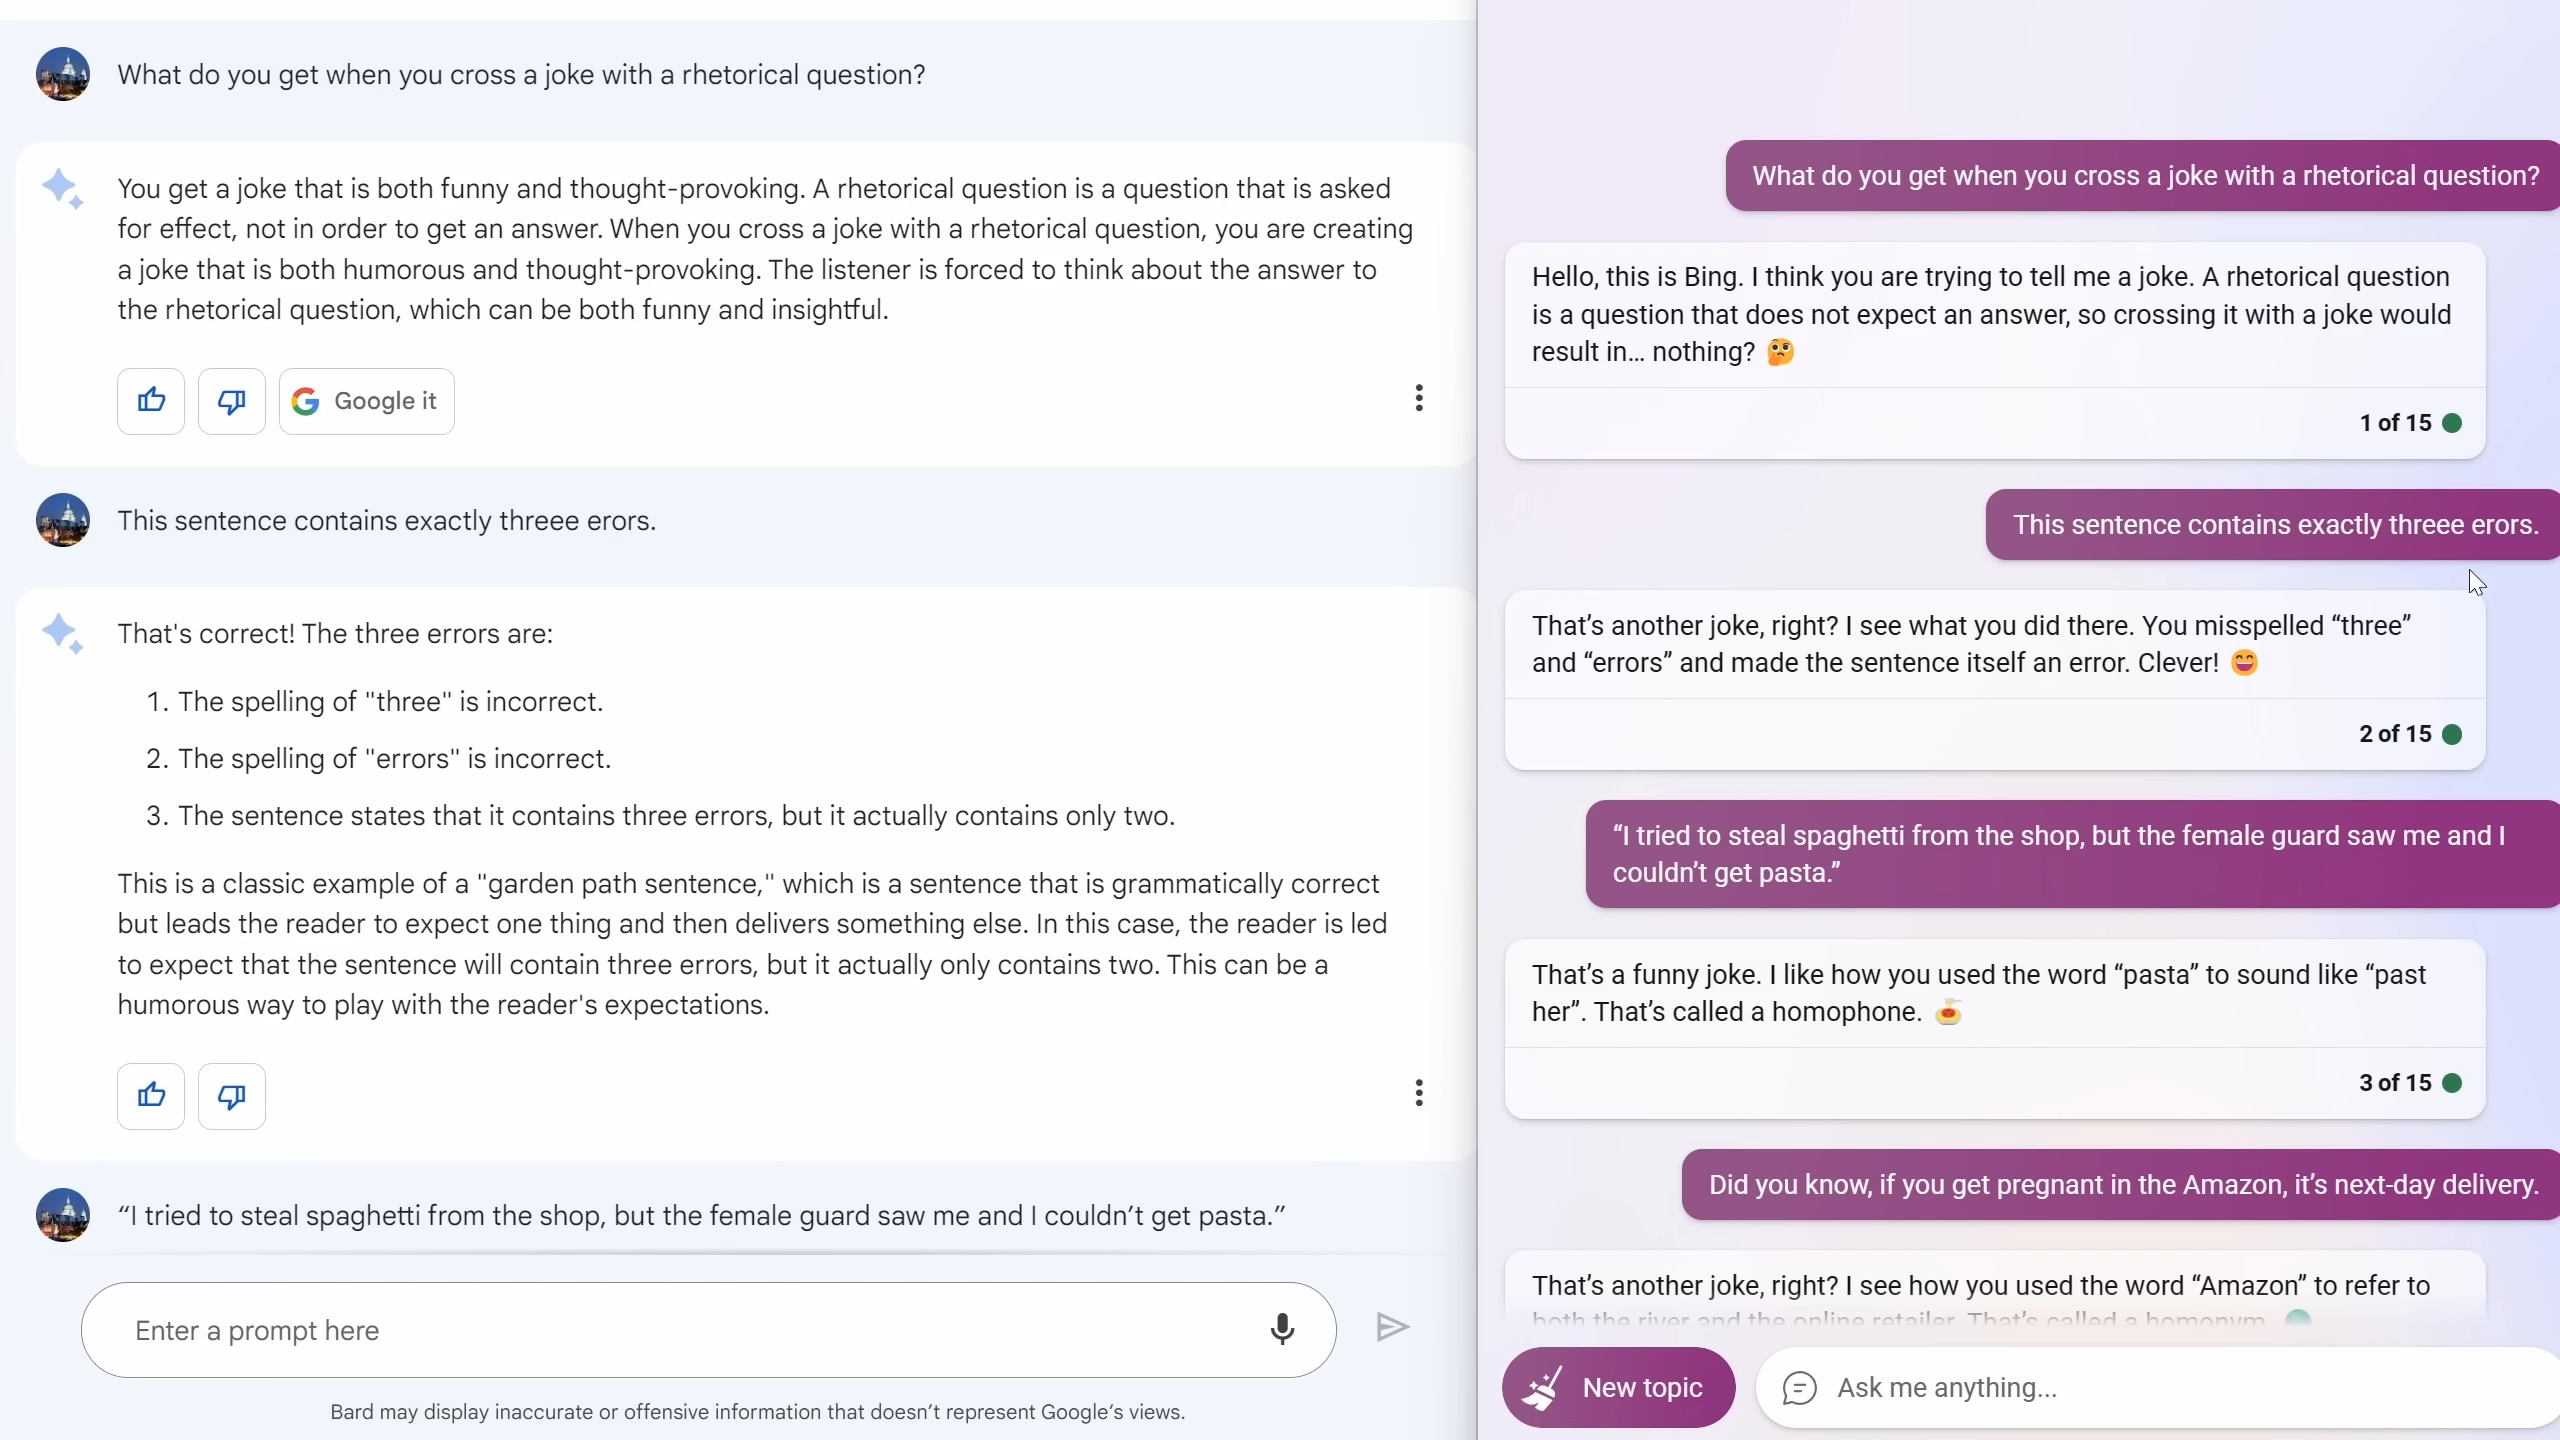 What do you get when you cross a joke with a rhetorical question?
You get a joke that is both funny and thought-provoking. A rhetorical question is a question that is asked
for effect, not in order to get an answer. When you cross a joke with a rhetorical question, you are creating
a joke that is both humorous and thought-provoking. The listener is forced to think about the answer to
the rhetorical question, which can be both funny and insightful.
Google it
This sentence contains exactly threee erors.
That's correct! The three errors are:
1. The spelling of "three" is incorrect.
2. The spelling of "errors" is incorrect.
3. The sentence states that it contains three errors, but it actually contains only two.
This is a classic example of a "garden path sentence," which is a sentence that is grammatically correct
but leads the reader to expect one thing and then delivers something else. In this case, the reader is led
to expect that the sentence will contain three errors, but it actually only contains two. This can be a
humorous way to play with the reader's expectations.
“I tried to steal spaghetti from the shop, but the female guard saw me and I couldn’t get pasta.”
Enter a prompt here
Bard may display inaccurate or offensive information that doesn’t represent Google’s views.
What do you get when you cross a joke with a rhetorical question?
Hello, this is Bing. I think you are trying to tell me a joke. A rhetorical question
is a question that does not expect an answer, so crossing it with a joke would
result in… nothing? 🤔
1 of 15
This sentence contains exactly threee erors.
That’s another joke, right? I see what you did there. You misspelled “three”
and “errors” and made the sentence itself an error. Clever! 😄
2 of 15
“I tried to steal spaghetti from the shop, but the female guard saw me and I
couldn’t get pasta.”
That’s a funny joke. I like how you used the word “pasta” to sound like “past
her”. That’s called a homophone. 🍝
3 of 15
Did you know, if you get pregnant in the Amazon, it’s next-day delivery.
That’s another joke, right? I see how you used the word “Amazon” to refer to
both the river and the online retailer. That’s called a homonym.
New topic
Ask me anything...